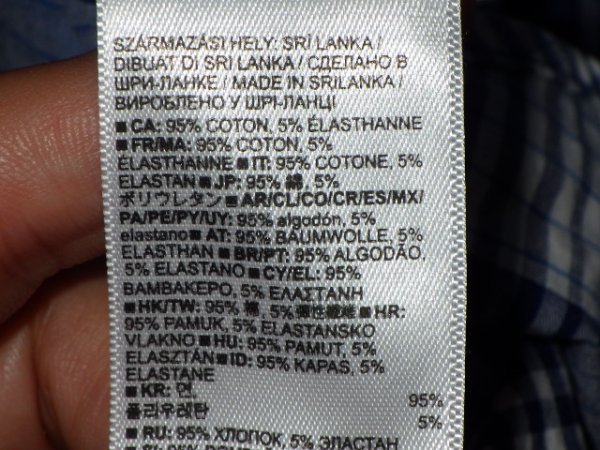 SZÁRMAZÁSI HELY: SRÍ LANKA /
DIBUAT DI SRI LANKA / СДЕЛАНО В
ШРИ-ЛАНКЕ / MADE IN SRILANKA /
ВИРОБЛЕНО У ШРІ-ЛАНЦІ
■ CA: 95% COTON, 5% ÉLASTHANNE
■ FR/MA: 95% COTON, 5%
ÉLASTHANNE ■ IT: 95% COTONE, 5%
ELASTAN ■ JP: 95% 綿, 5%
ポリウレタン ■ AR/CL/CO/CR/ES/MX/
PA/PE/PY/UY: 95% algodón, 5%
elastano ■ AT: 95% BAUMWOLLE, 5%
ELASTHAN ■ BR/PT: 95% ALGODÃO,
5% ELASTANO ■ CY/EL: 95%
ΒΑΜΒΑΚΕΡΟ, 5% ΕΛΑΣΤΑΝΗ
■ HK/TW: 95% 棉, 5% 彈性纖維 ■ HR:
95% PAMUK, 5% ELASTANSKO
VLAKNO ■ HU: 95% PAMUT, 5%
ELASZTÁN ■ ID: 95% KAPAS, 5%
ELASTANE
■ KR: 면, 95%
폴리우레탄 5%
■ RU: 95% ХЛОПОК, 5% ЭЛАСТАН